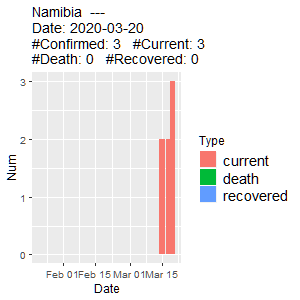 Namibia  ---
Date: 2020-03-20
#Confirmed: 3   #Current: 3
#Death: 0   #Recovered: 0
3
2
1
0
Num
Feb 01 Feb 15 Mar 01 Mar 15
Date
Type
current
death
recovered